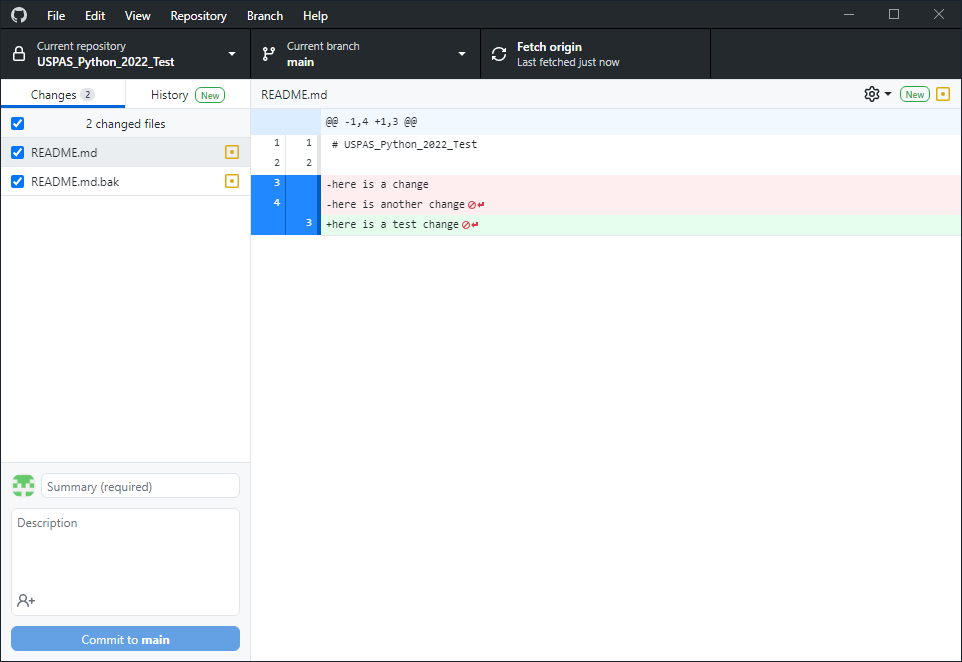 File Edit View Repository Branch Help
Current repository
USPAS_Python_2022_Test
Current branch
main
Fetch origin
Last fetched just now
Changes 2 History New
README.md New
2 changed files
README.md
README.md.bak
@@ -1,4 +1,3 @@
1 1 # USPAS_Python_2022_Test
2 2
3 -here is a change
4 -here is another change
3 +here is a test change
Summary (required)
Description
Commit to main